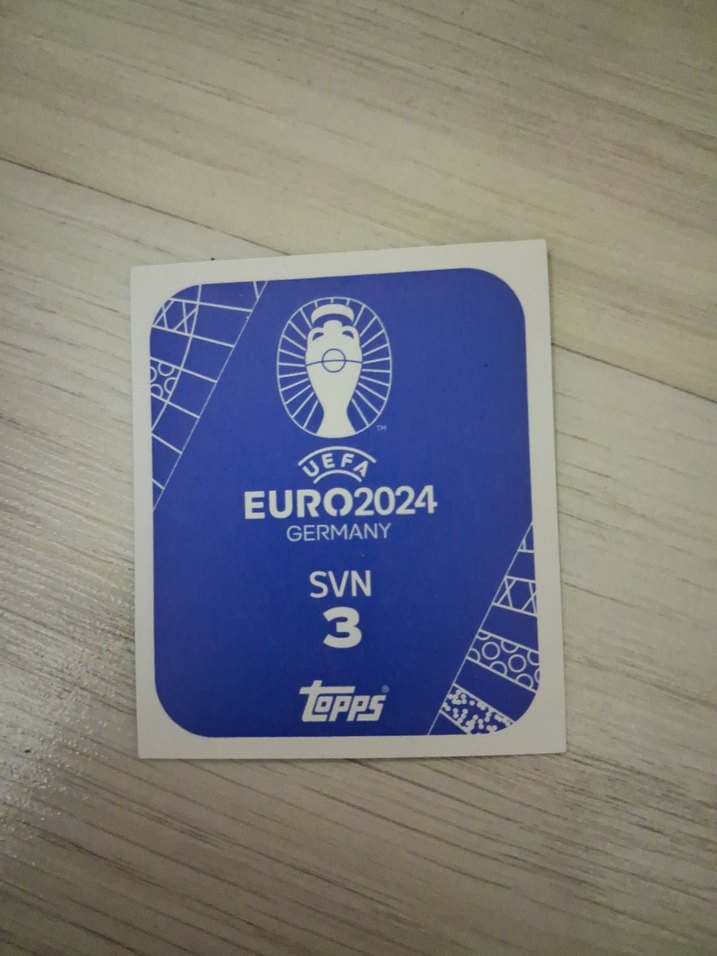 UEFA
EURO2024
GERMANY
SVN
3
Topps